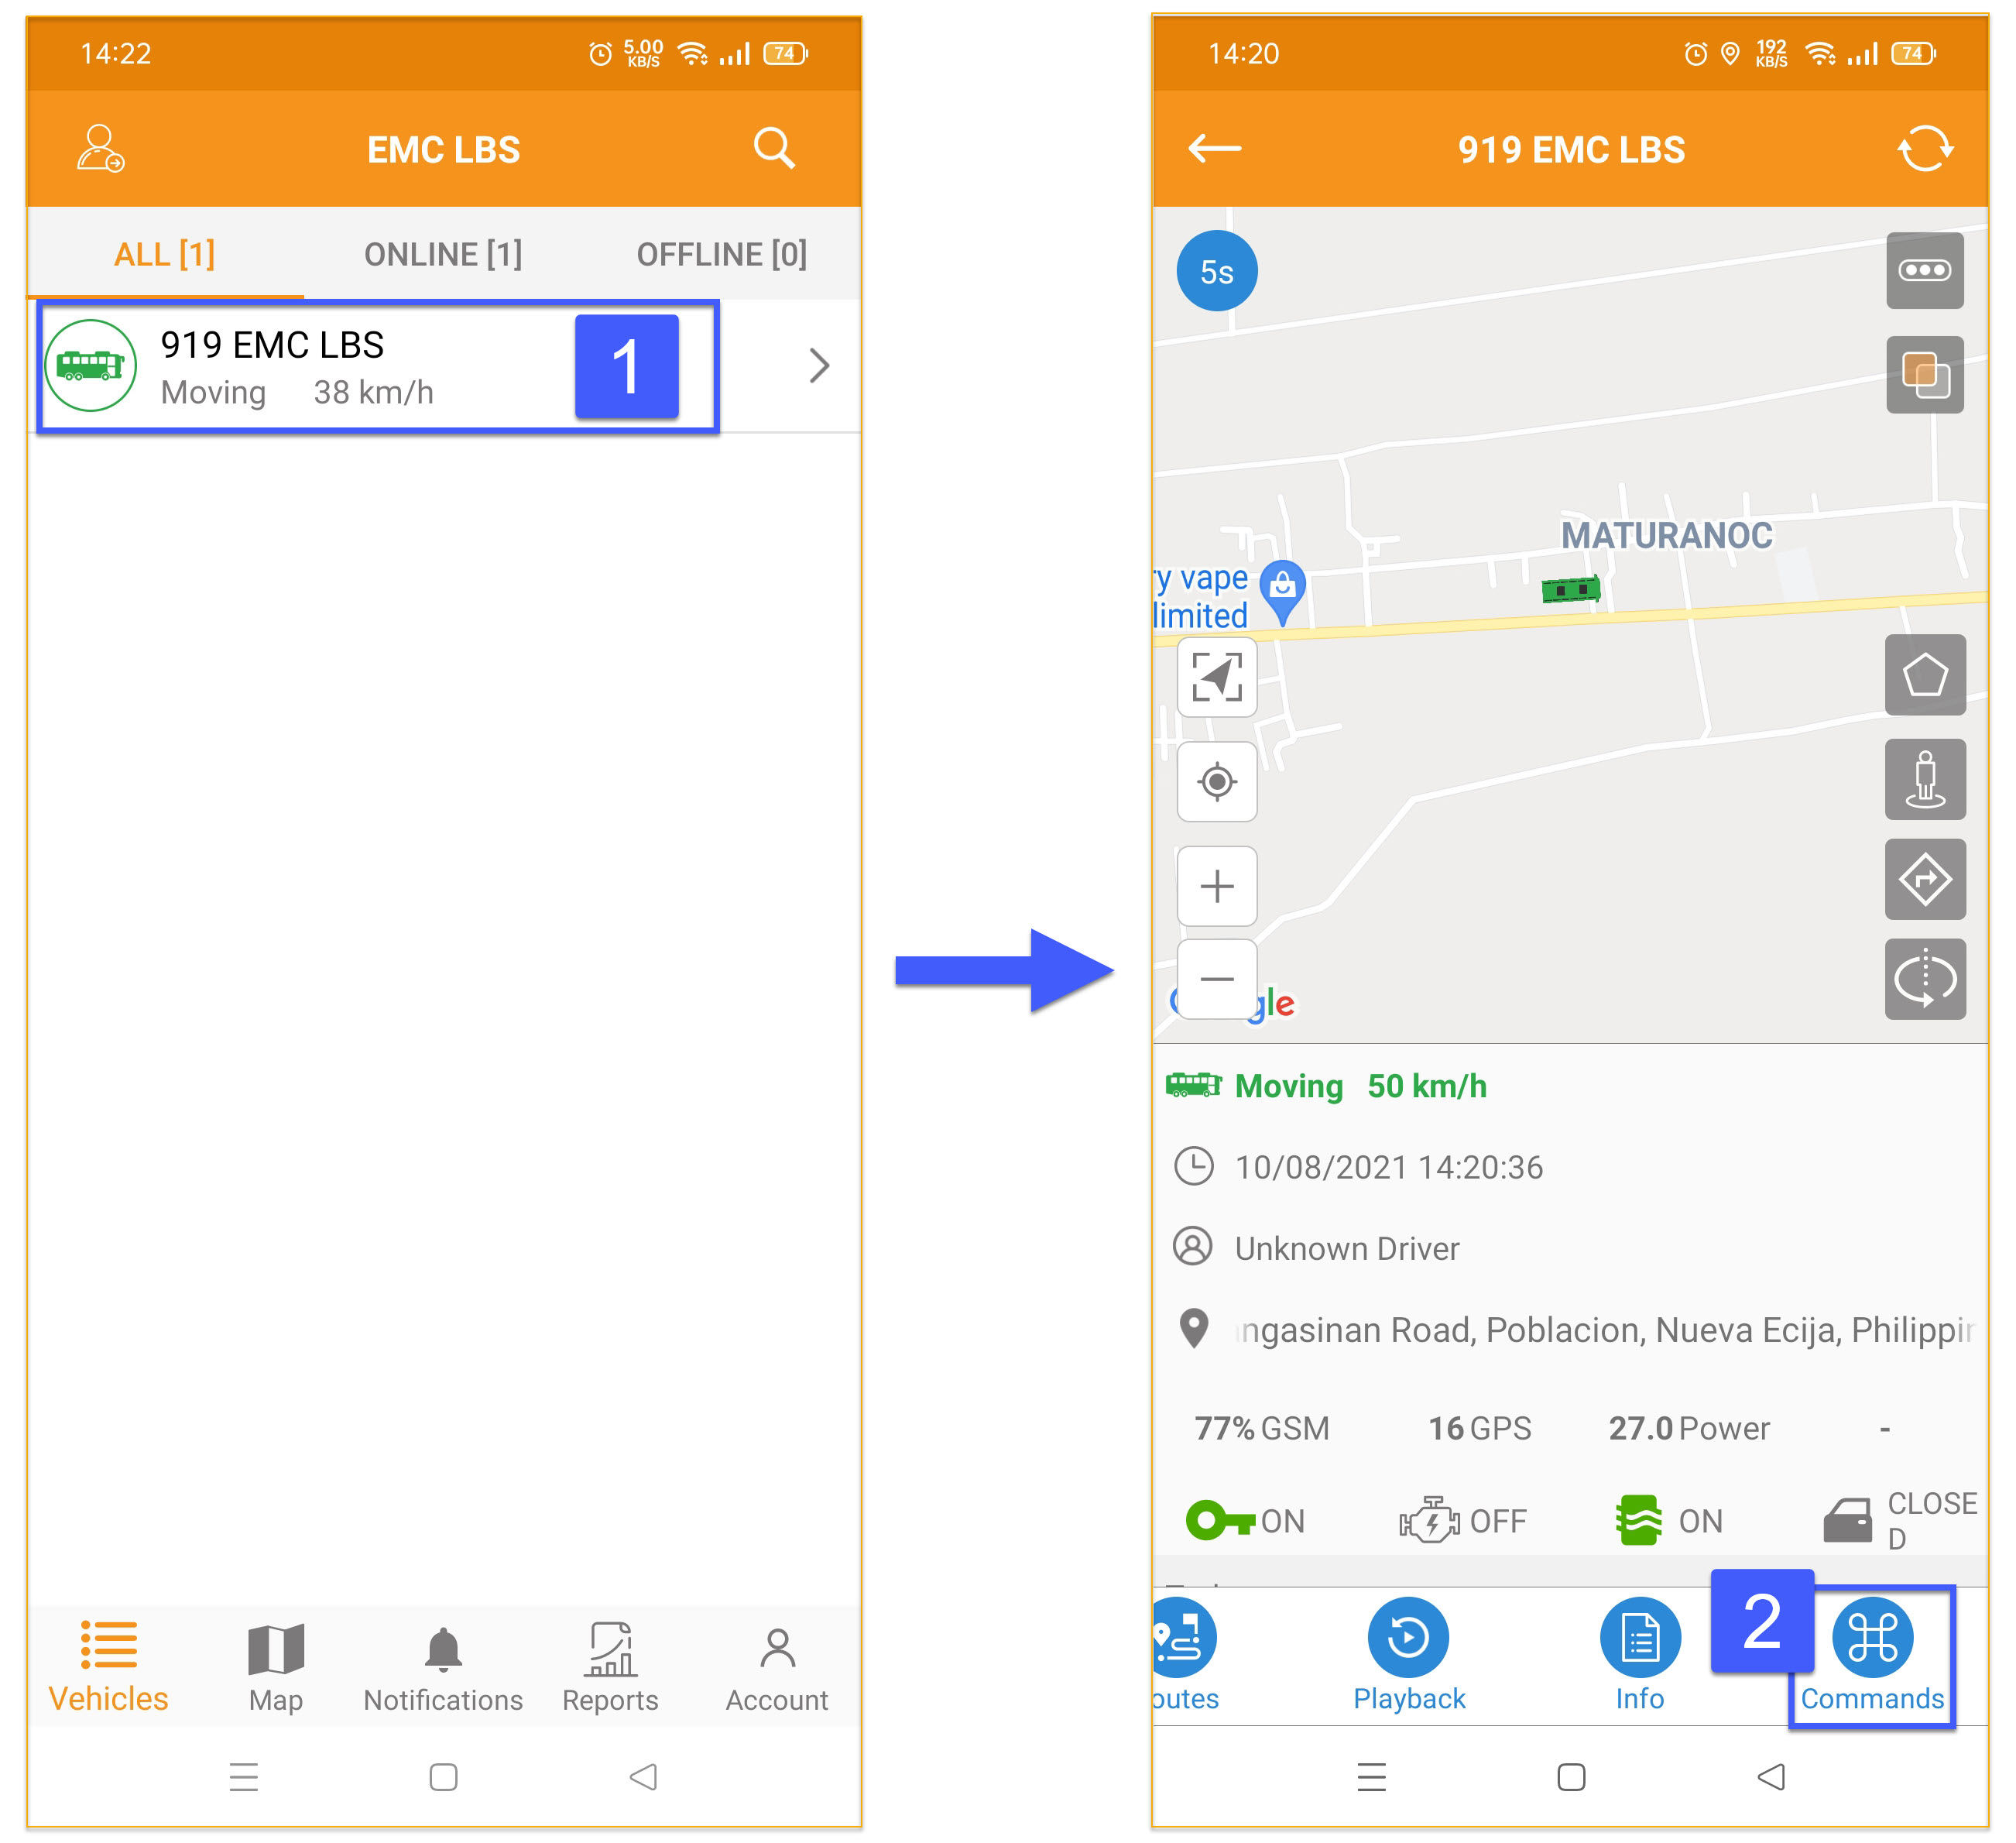 14:22
5.00 KB/S
74
EMC LBS
ALL [1] ONLINE [1] OFFLINE [0]
919 EMC LBS
Moving 38 km/h
1
Vehicles Map Notifications Reports Account
14:20
192 KB/S
74
919 EMC LBS
5s
MATURANOC
ry vape
limited
gle
Moving 50 km/h
10/08/2021 14:20:36
Unknown Driver
ngasinan Road, Poblacion, Nueva Ecija, Philippin
77% GSM 16 GPS 27.0 Power -
ON OFF ON CLOSE
D
2
outes Playback Info Commands